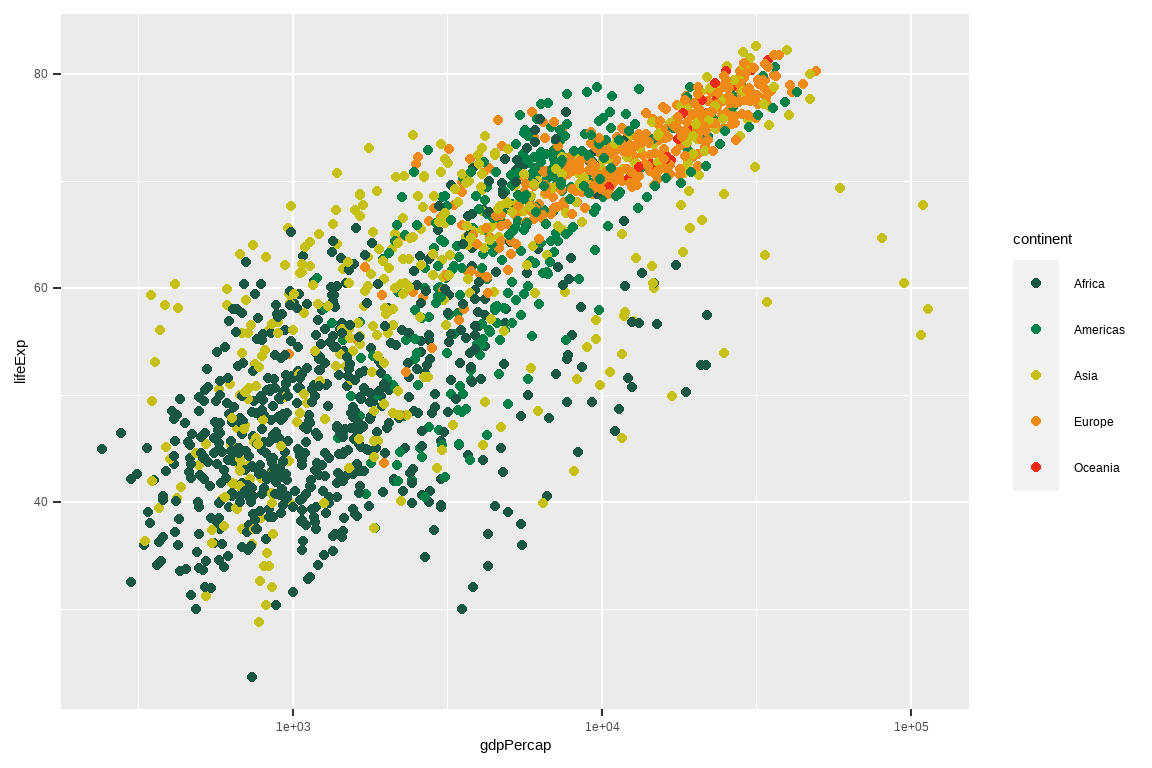 80
60
40
lifeExp
1e+03
1e+04
1e+05
gdpPercap
continent
Africa
Americas
Asia
Europe
Oceania